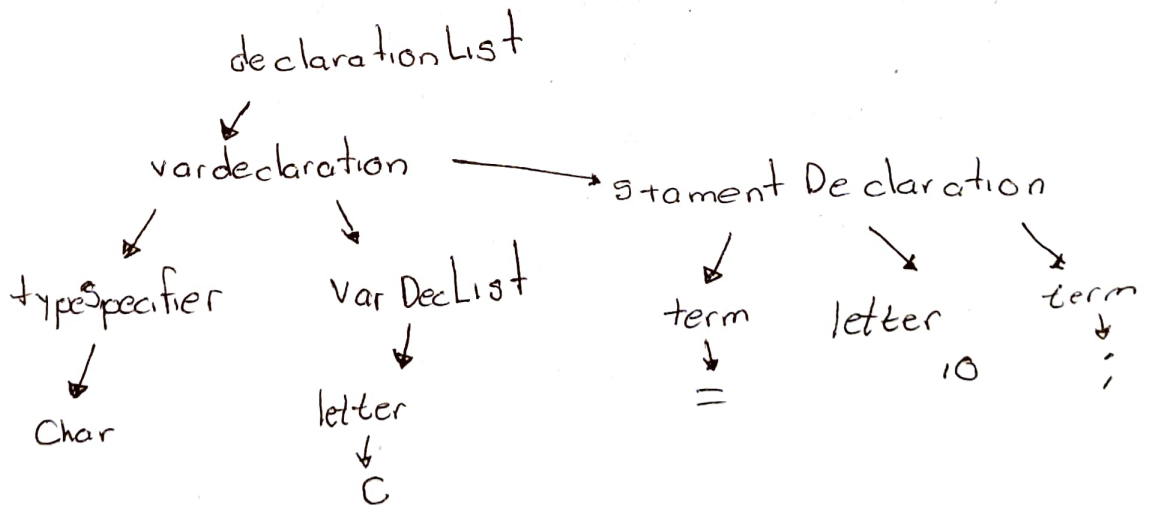 declarationList
vardeclaration
stament Declaration
typeSpecifier
Var DecList
term
letter
term
=
10
;
Char
letter
C